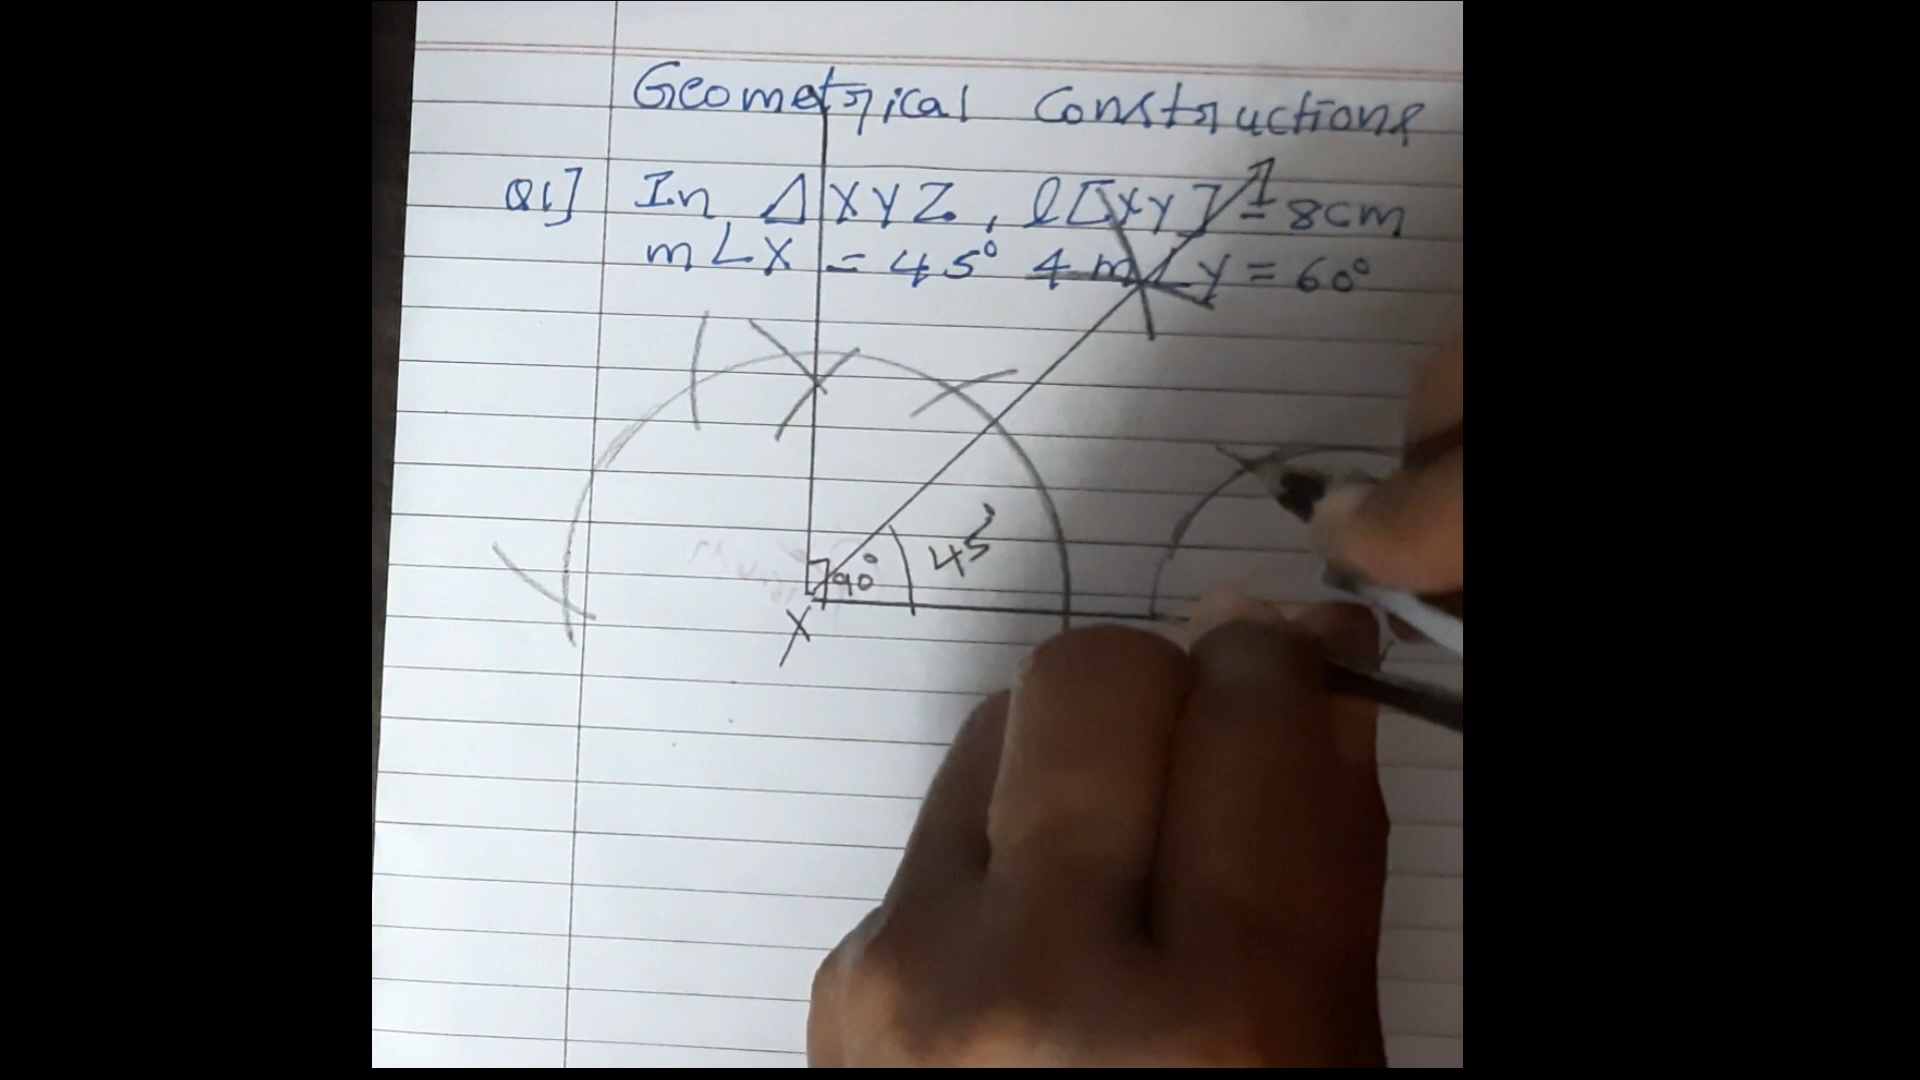 Geometrical Constructions
Q1] In △XYZ, l[XY] = 8cm
m∠X = 45° & m∠Y = 60°
45°
90°
X